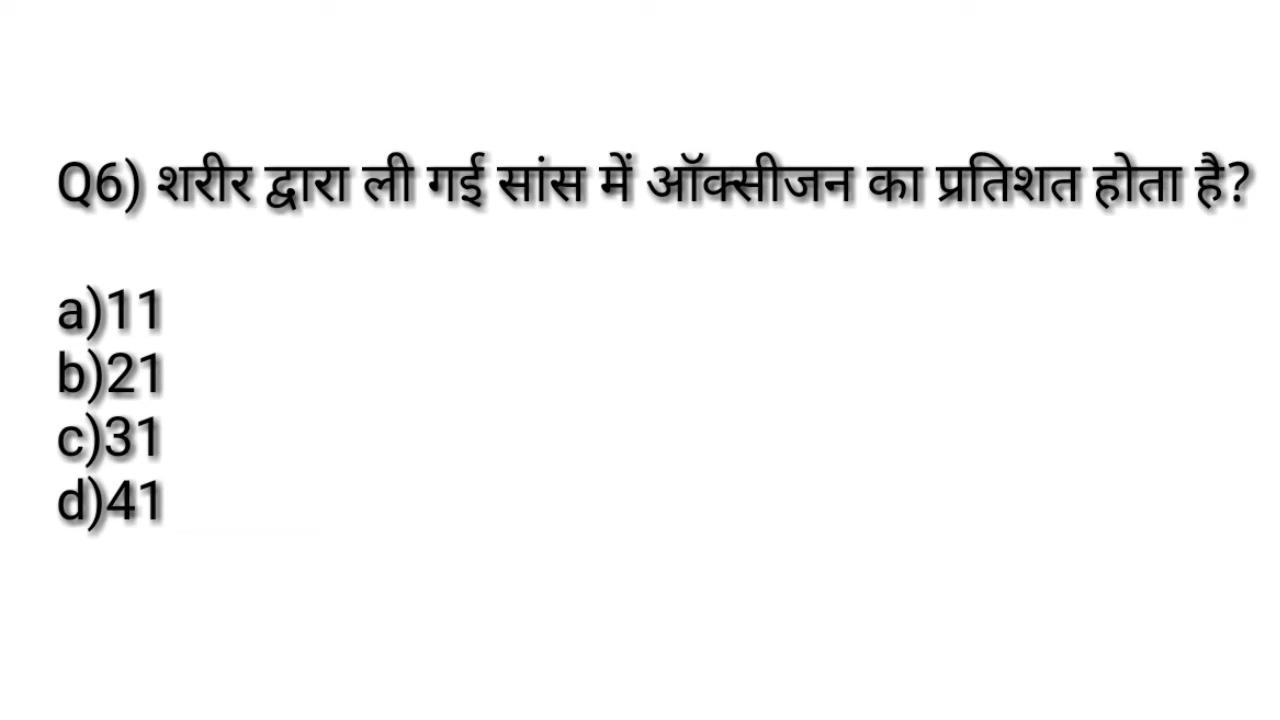 Q6) शरीर द्वारा ली गई सांस में ऑक्सीजन का प्रतिशत होता है?
a)11
b)21
c)31
d)41